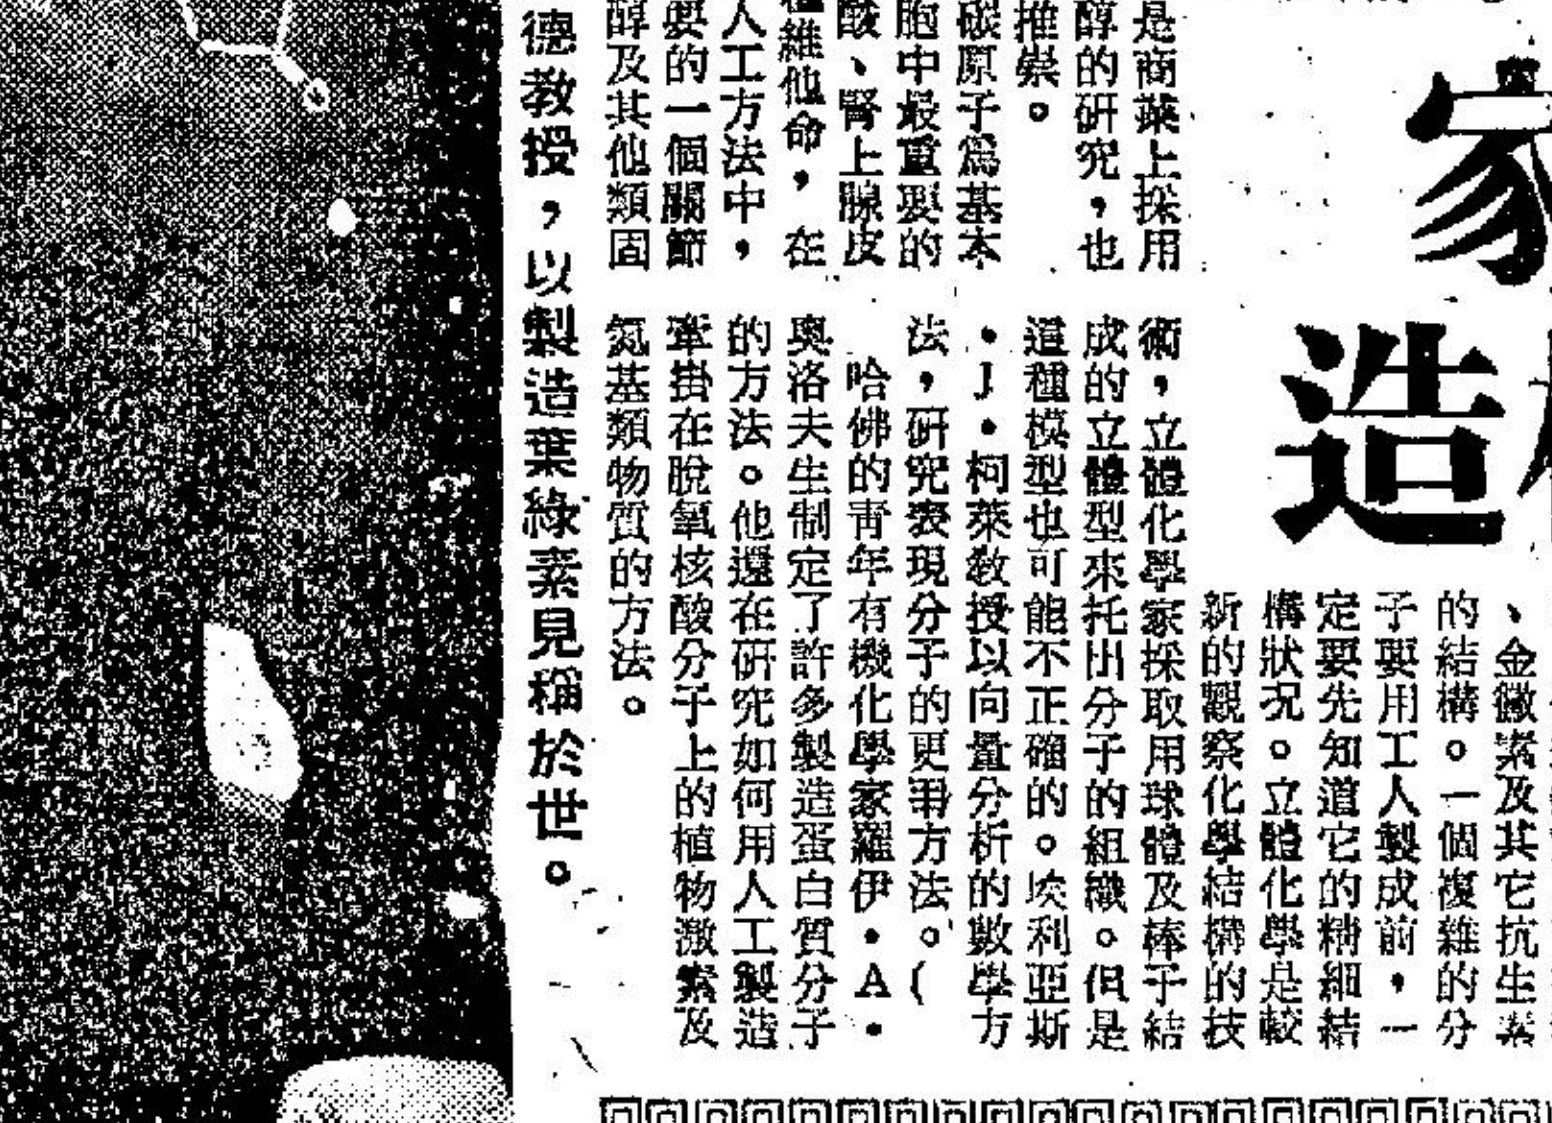 家
造
是商業上採用
醇的研究，也
推崇。
碳原子爲基本
胞中最重要的
酸、腎上腺皮
維他命，在
人工方法中，
要的一個關節
醇及其他類固
、金黴素及其它抗生素
的結構。一個複雜的分
子要用工人製成前，一
定要先知道它的精細結
構狀況。立體化學是較
新的觀察化學結構的技
術，立體化學家採取用球體及棒子結
成的立體型來托出分子的組織。但是
這種模型也可能不正確的。埃利亞斯
・J・柯萊教授以向量分析的數學方
法，研究表現分子的更方法。（
哈佛的青年有機化學家羅伊・A・
奧洛夫生制定了許多製造蛋白質分子
的方法。他還在研究如何用人工製造
牽掛在脫氧核酸分子上的植物激素及
氮基類物質的方法。
德教授，以製造葉綠素見稱於世。